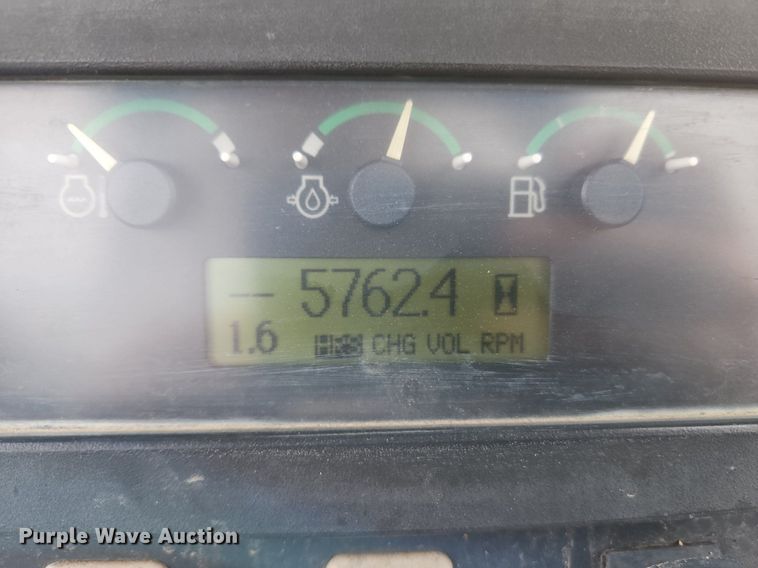 -- 5762.4
1.6 CHG VOL RPM
Purple Wave Auction®